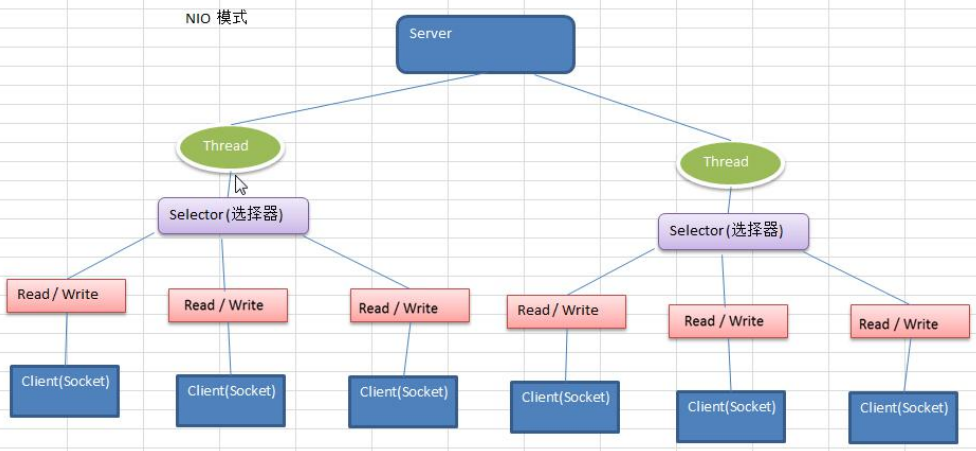 NIO 模式
Server
Thread
Thread
Selector(选择器)
Selector(选择器)
Read / Write
Read / Write
Read / Write
Read / Write
Read / Write
Read / Write
Client(Socket)
Client(Socket)
Client(Socket)
Client(Socket)
Client(Socket)
Client(Socket)